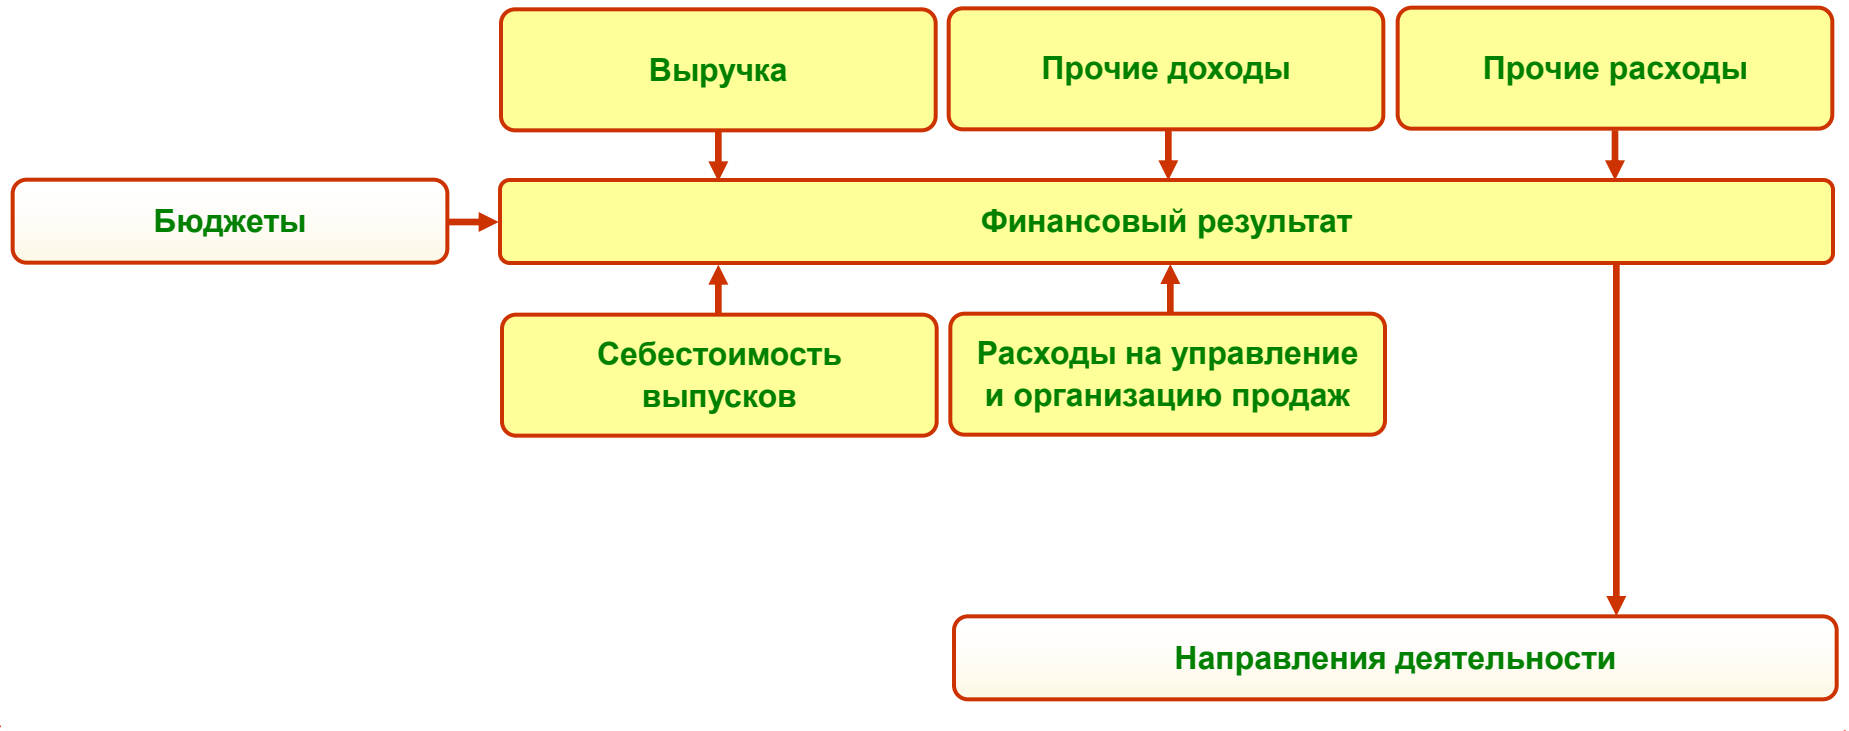 Выручка
Прочие доходы
Прочие расходы
Бюджеты
Финансовый результат
Себестоимость
выпусков
Расходы на управление
и организацию продаж
Направления деятельности